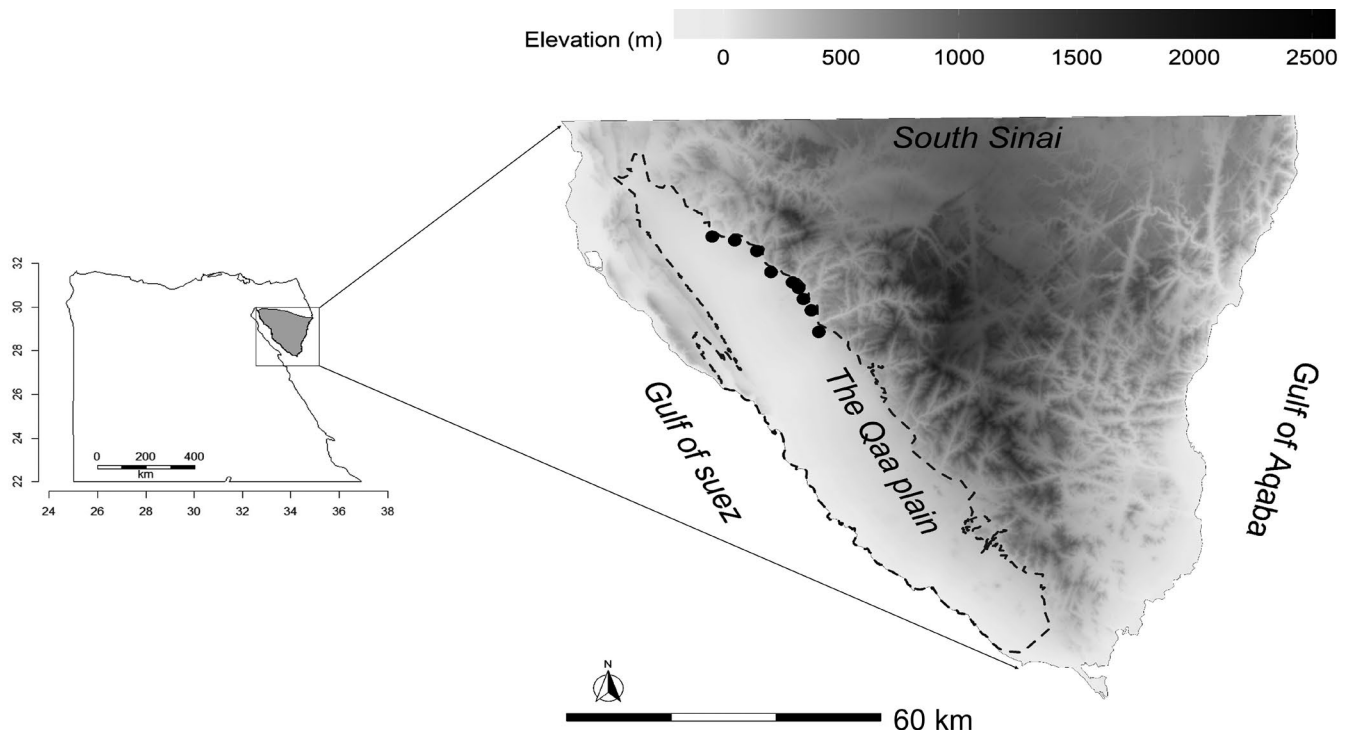 Elevation (m)
0 500 1000 1500 2000 2500
South Sinai
The Qaa plain
Gulf of suez
Gulf of Aqaba
32
30
28
26
24
22
0 200 400
km
24 26 28 30 32 34 36 38
N
60 km